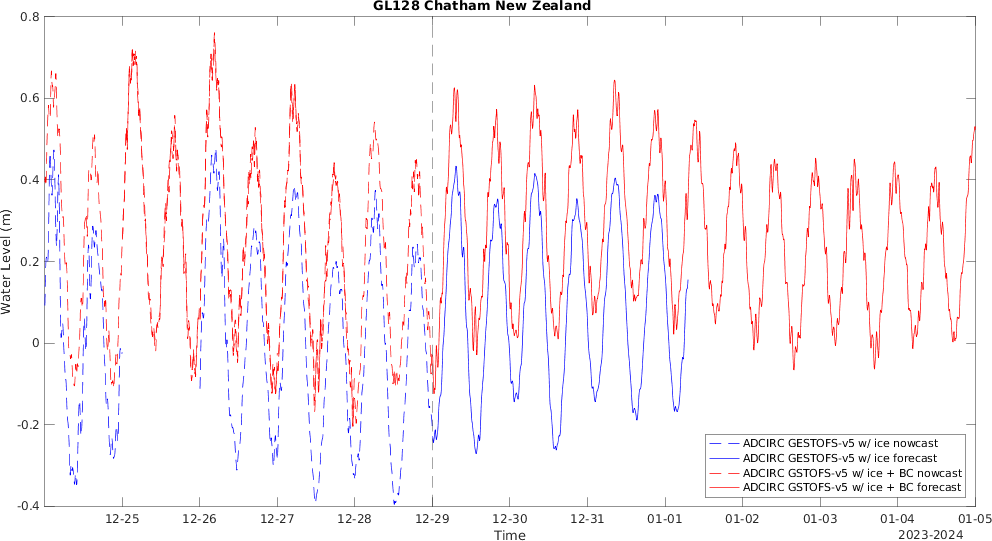 GL128 Chatham New Zealand
0.8
0.6
0.4
0.2
0
-0.2
-0.4
Water Level (m)
12-25 12-26 12-27 12-28 12-29 12-30 12-31 01-01 01-02 01-03 01-04 01-05
Time
2023-2024
ADCIRC GESTOFS-v5 w/ ice nowcast
ADCIRC GESTOFS-v5 w/ ice forecast
ADCIRC GSTOFS-v5 w/ ice + BC nowcast
ADCIRC GSTOFS-v5 w/ ice + BC forecast